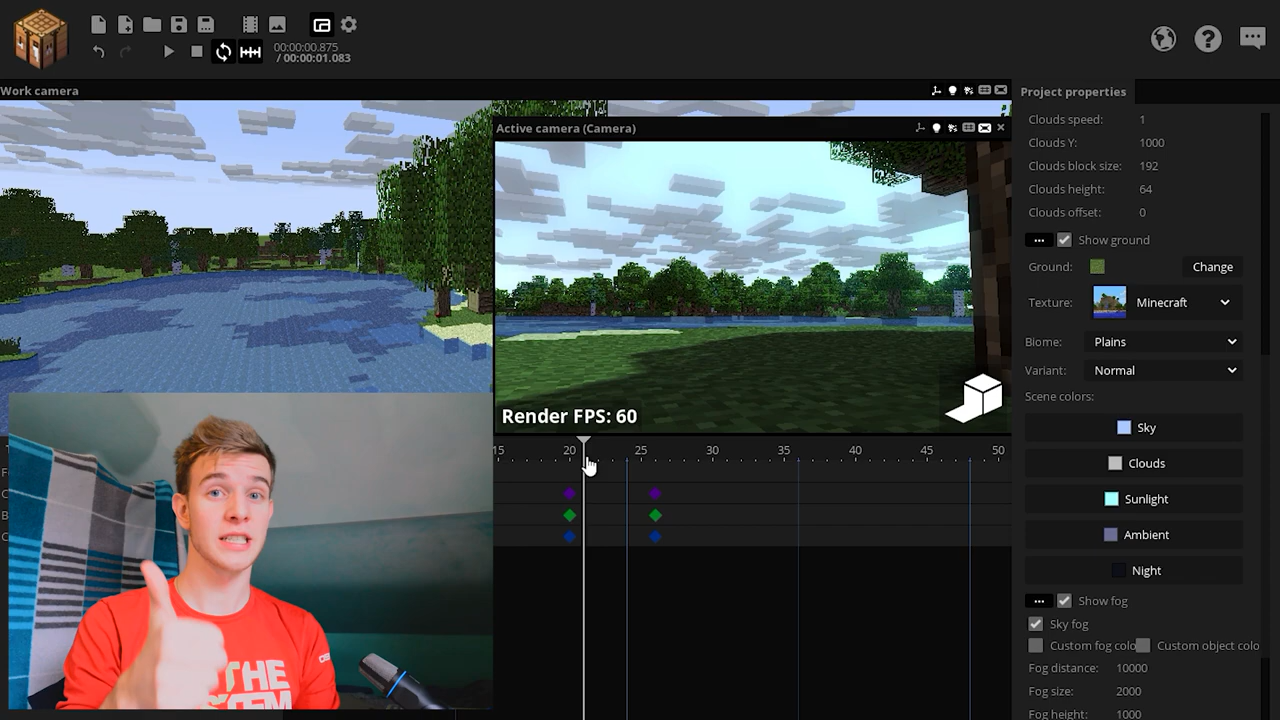 00:00:00.875
/ 00:00:01.083
Work camera
Active camera (Camera)
Render FPS: 60
15 20 25 30 35 40 45 50
Project properties
Clouds speed: 1
Clouds Y: 1000
Clouds block size: 192
Clouds height: 64
Clouds offset: 0
Show ground
Ground: Change
Texture: Minecraft
Biome: Plains
Variant: Normal
Scene colors:
Sky
Clouds
Sunlight
Ambient
Night
Show fog
Sky fog
Custom fog colo Custom object colo
Fog distance: 10000
Fog size: 2000
Fog height: 1000
THE